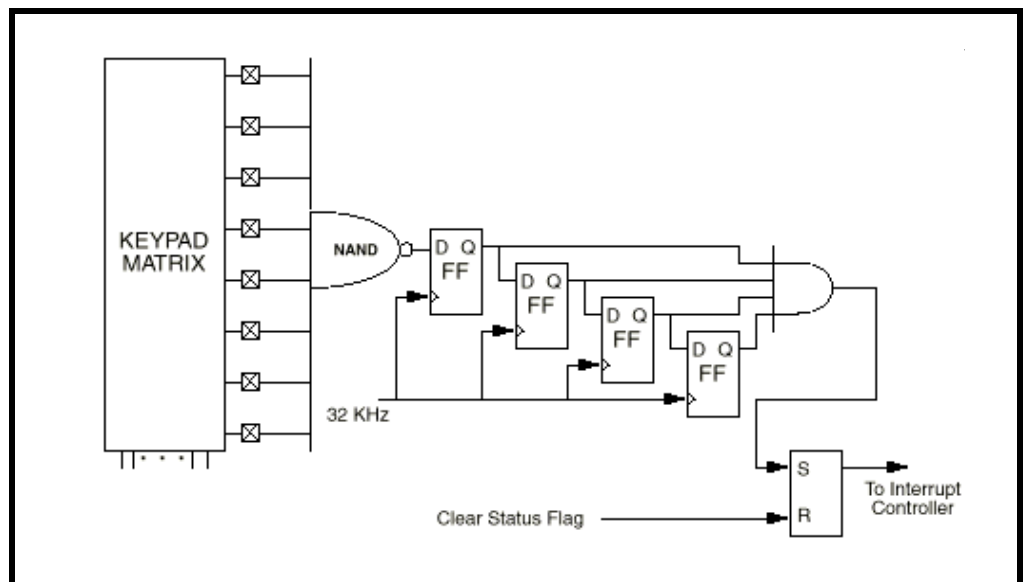 KEYPAD
MATRIX
NAND
D Q
FF
D Q
FF
D Q
FF
D Q
FF
32 KHz
S
To Interrupt
Controller
Clear Status Flag
R